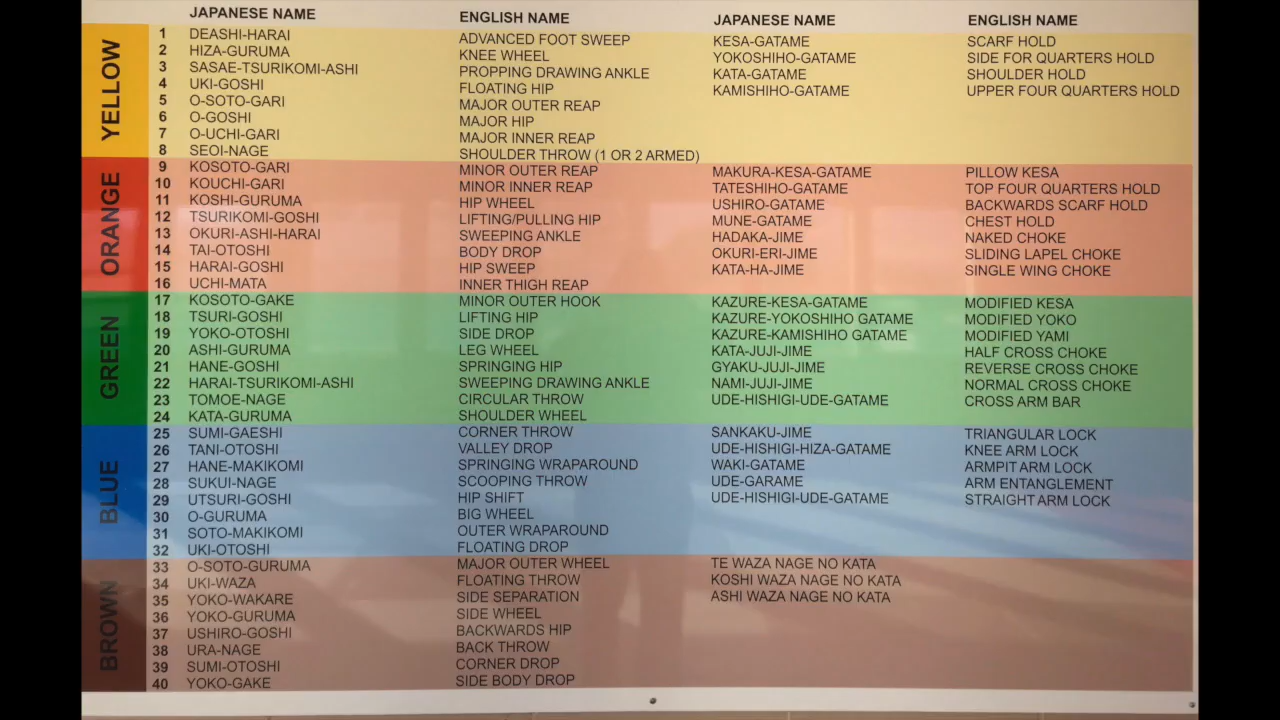 JAPANESE NAME ENGLISH NAME JAPANESE NAME ENGLISH NAME
YELLOW
1 DEASHI-HARAI ADVANCED FOOT SWEEP KESA-GATAME SCARF HOLD
2 HIZA-GURUMA KNEE WHEEL YOKOSHIHO-GATAME SIDE FOR QUARTERS HOLD
3 SASAE-TSURIKOMI-ASHI PROPPING DRAWING ANKLE KATA-GATAME SHOULDER HOLD
4 UKI-GOSHI FLOATING HIP KAMISHIHO-GATAME UPPER FOUR QUARTERS HOLD
5 O-SOTO-GARI MAJOR OUTER REAP
6 O-GOSHI MAJOR HIP
7 O-UCHI-GARI MAJOR INNER REAP
8 SEOI-NAGE SHOULDER THROW (1 OR 2 ARMED)
ORANGE
9 KOSOTO-GARI MINOR OUTER REAP MAKURA-KESA-GATAME PILLOW KESA
10 KOUCHI-GARI MINOR INNER REAP TATESHIHO-GATAME TOP FOUR QUARTERS HOLD
11 KOSHI-GURUMA HIP WHEEL USHIRO-GATAME BACKWARDS SCARF HOLD
12 TSURIKOMI-GOSHI LIFTING/PULLING HIP MUNE-GATAME CHEST HOLD
13 OKURI-ASHI-HARAI SWEEPING ANKLE HADAKA-JIME NAKED CHOKE
14 TAI-OTOSHI BODY DROP OKURI-ERI-JIME SLIDING LAPEL CHOKE
15 HARAI-GOSHI HIP SWEEP KATA-HA-JIME SINGLE WING CHOKE
16 UCHI-MATA INNER THIGH REAP
GREEN
17 KOSOTO-GAKE MINOR OUTER HOOK KAZURE-KESA-GATAME MODIFIED KESA
18 TSURI-GOSHI LIFTING HIP KAZURE-YOKOSHIHO GATAME MODIFIED YOKO
19 YOKO-OTOSHI SIDE DROP KAZURE-KAMISHIHO GATAME MODIFIED YAMI
20 ASHI-GURUMA LEG WHEEL KATA-JUJI-JIME HALF CROSS CHOKE
21 HANE-GOSHI SPRINGING HIP GYAKU-JUJI-JIME REVERSE CROSS CHOKE
22 HARAI-TSURIKOMI-ASHI SWEEPING DRAWING ANKLE NAMI-JUJI-JIME NORMAL CROSS CHOKE
23 TOMOE-NAGE CIRCULAR THROW UDE-HISHIGI-UDE-GATAME CROSS ARM BAR
24 KATA-GURUMA SHOULDER WHEEL
BLUE
25 SUMI-GAESHI CORNER THROW SANKAKU-JIME TRIANGULAR LOCK
26 TANI-OTOSHI VALLEY DROP UDE-HISHIGI-HIZA-GATAME KNEE ARM LOCK
27 HANE-MAKIKOMI SPRINGING WRAPAROUND WAKI-GATAME ARMPIT ARM LOCK
28 SUKUI-NAGE SCOOPING THROW UDE-GARAME ARM ENTANGLEMENT
29 UTSURI-GOSHI HIP SHIFT UDE-HISHIGI-UDE-GATAME STRAIGHT ARM LOCK
30 O-GURUMA BIG WHEEL
31 SOTO-MAKIKOMI OUTER WRAPAROUND
32 UKI-OTOSHI FLOATING DROP
BROWN
33 O-SOTO-GURUMA MAJOR OUTER WHEEL TE WAZA NAGE NO KATA
34 UKI-WAZA FLOATING THROW KOSHI WAZA NAGE NO KATA
35 YOKO-WAKARE SIDE SEPARATION ASHI WAZA NAGE NO KATA
36 YOKO-GURUMA SIDE WHEEL
37 USHIRO-GOSHI BACKWARDS HIP
38 URA-NAGE BACK THROW
39 SUMI-OTOSHI CORNER DROP
40 YOKO-GAKE SIDE BODY DROP